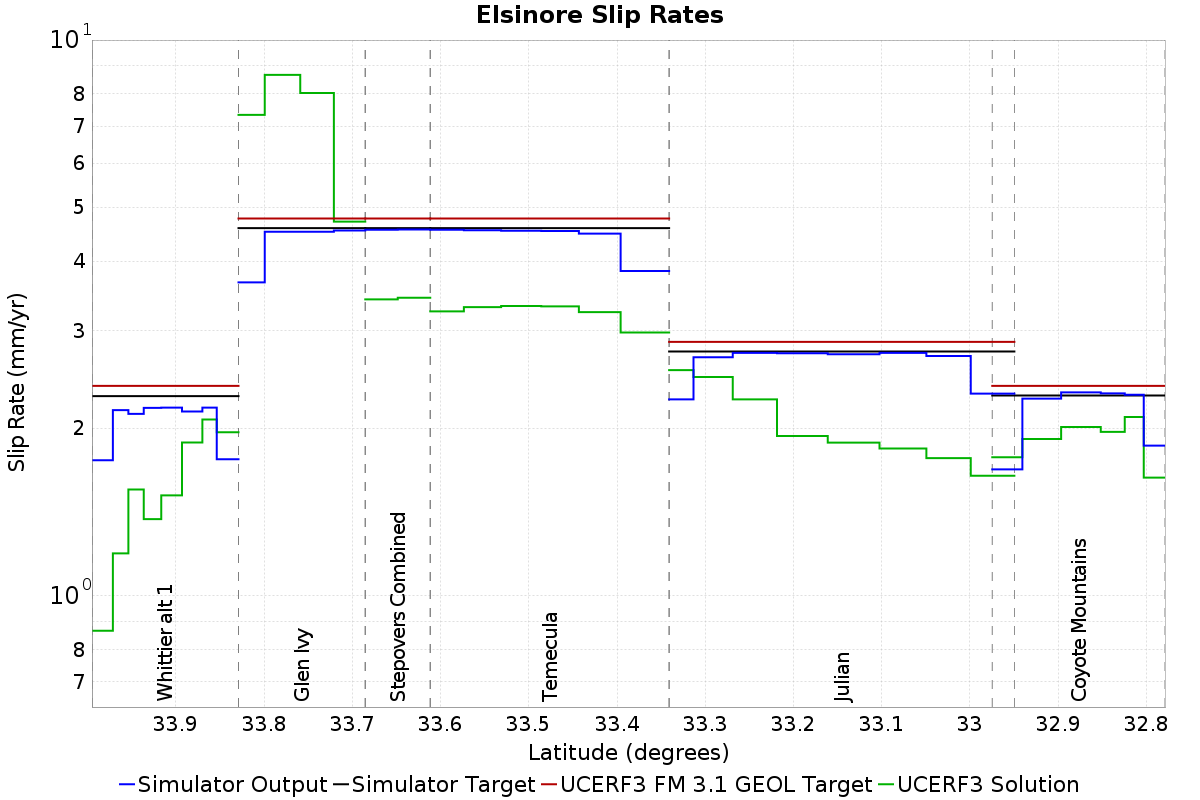 Elsinore Slip Rates
Slip Rate (mm/yr)
10^1
8
7
6
5
4
3
2
10^0
8
7
Whittier alt 1
Glen Ivy
Stepovers Combined
Temecula
Julian
Coyote Mountains
33.9 33.8 33.7 33.6 33.5 33.4 33.3 33.2 33.1 33 32.9 32.8
Latitude (degrees)
Simulator Output Simulator Target UCERF3 FM 3.1 GEOL Target UCERF3 Solution